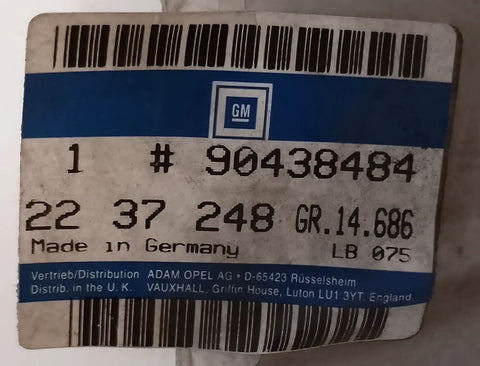 GM
1 # 90438484
22 37 248 GR.14.686
Made in Germany LB 075
Vertrieb/Distribution ADAM OPEL AG • D-65423 Rüsselsheim
Distrib. in the U. K. VAUXHALL, Griffin House, Luton LU1 3YT. England